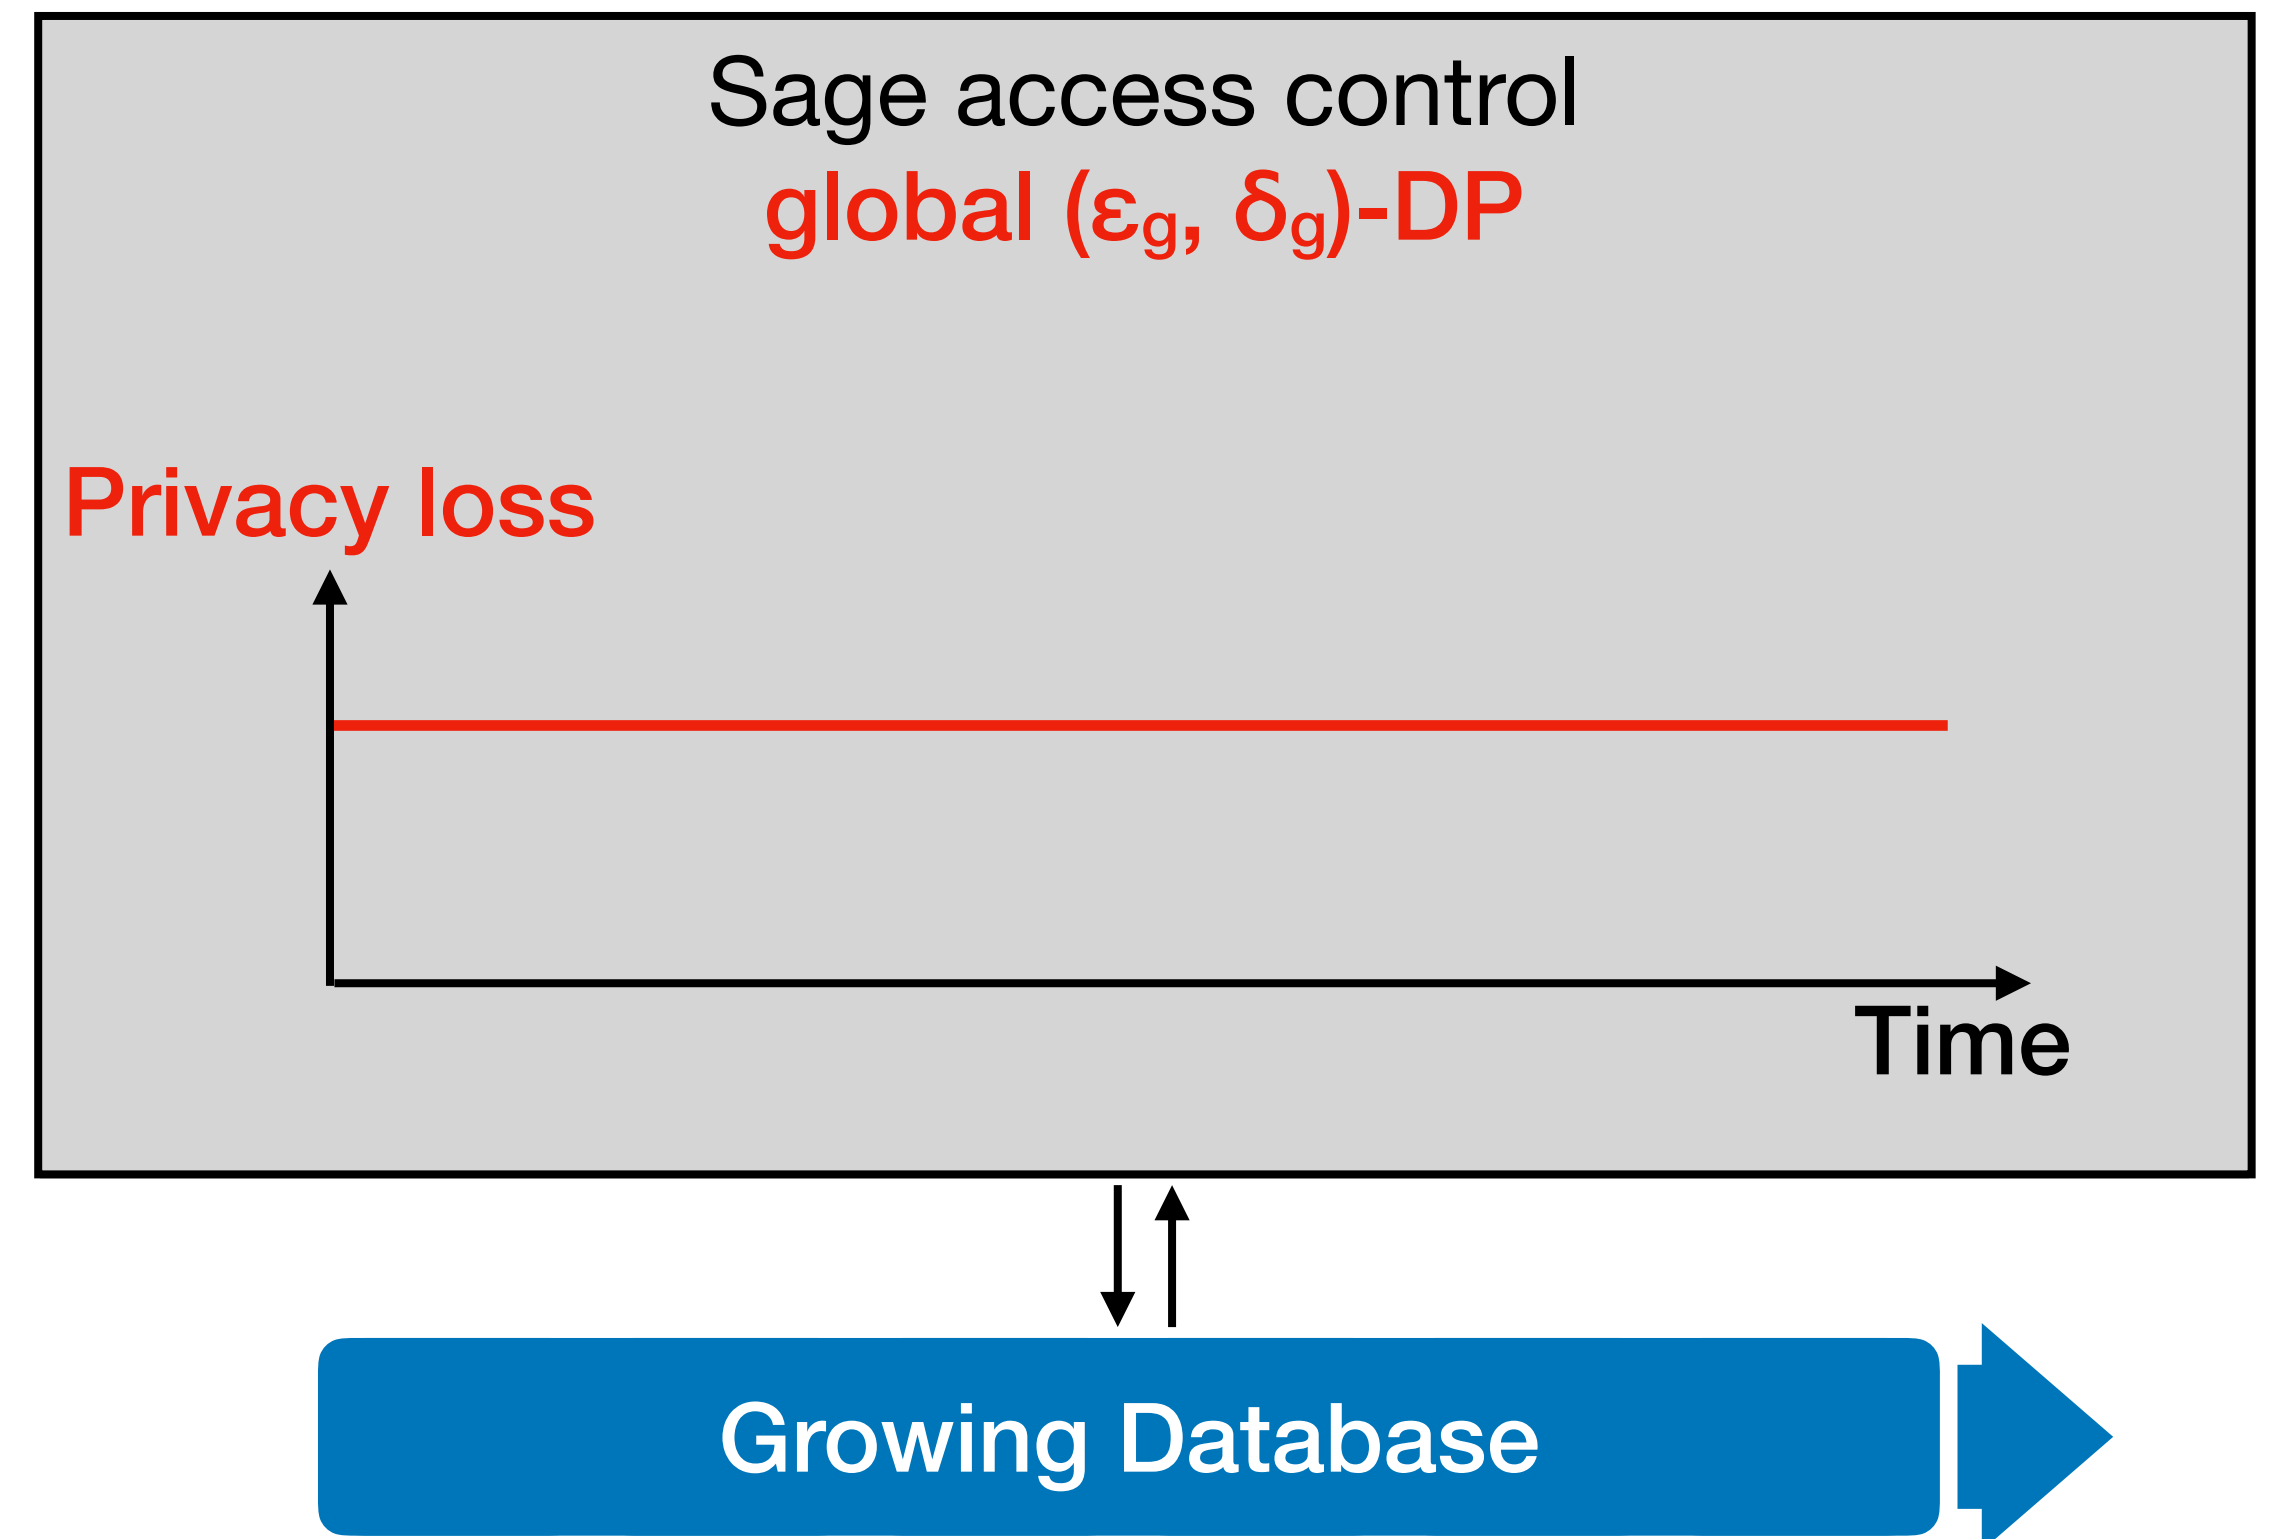 Sage access control
global (εg, δg)-DP
Privacy loss
Time
Growing Database